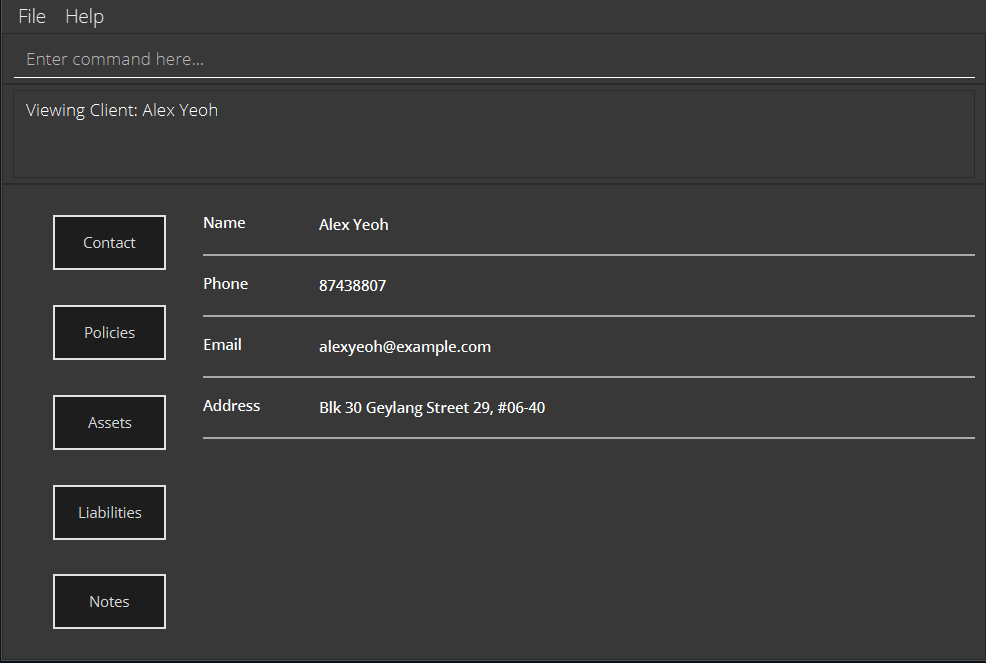 File Help
Enter command here...
Viewing Client: Alex Yeoh
Contact
Policies
Assets
Liabilities
Notes
Name Alex Yeoh
Phone 87438807
Email alexyeoh@example.com
Address Blk 30 Geylang Street 29, #06-40